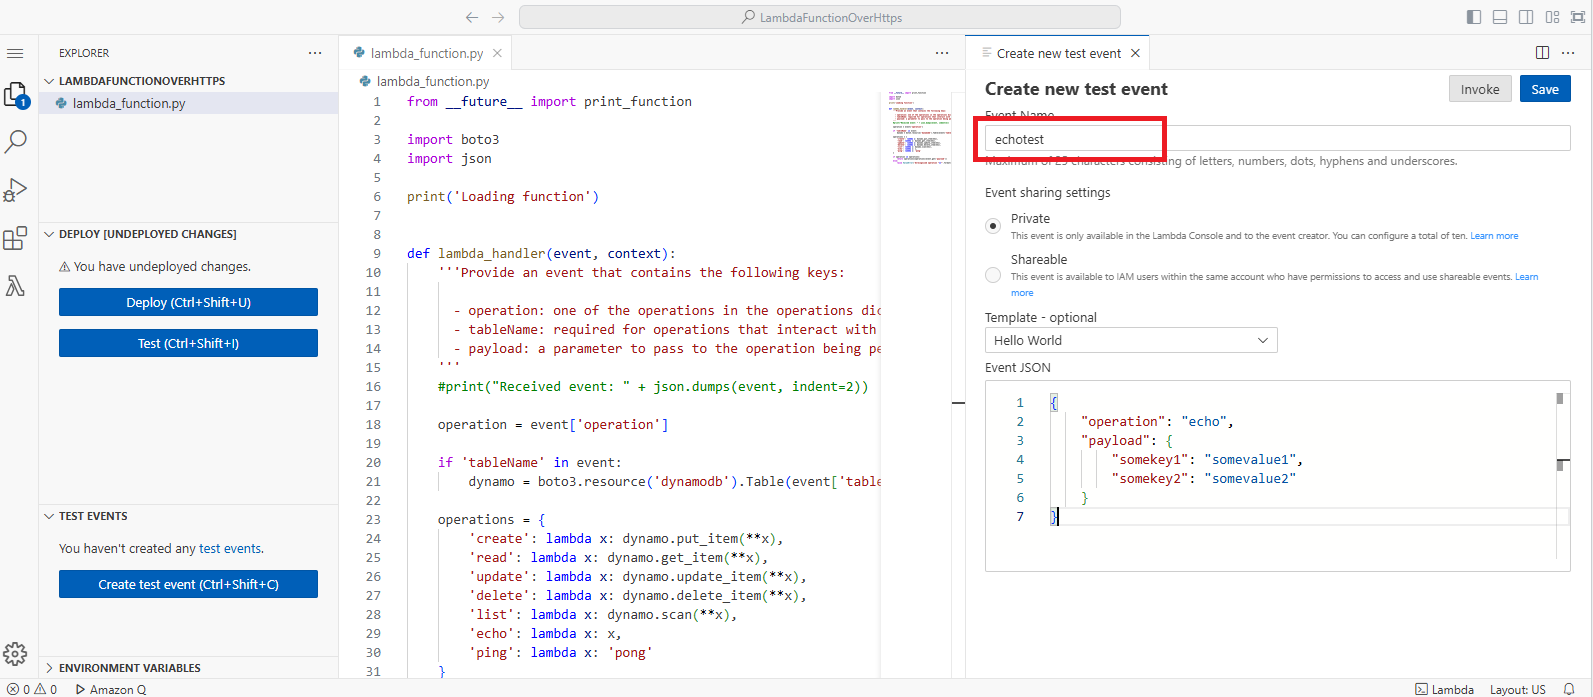 LambdaFunctionOverHttps
EXPLORER
LAMBDAFUNCTIONOVERHTTPS
lambda_function.py
DEPLOY [UNDEPLOYED CHANGES]
You have undeployed changes.
Deploy (Ctrl+Shift+U)
Test (Ctrl+Shift+I)
TEST EVENTS
You haven't created any test events.
Create test event (Ctrl+Shift+C)
ENVIRONMENT VARIABLES
1
lambda_function.py
lambda_function.py
1 from __future__ import print_function
2
3 import boto3
4 import json
5
6 print('Loading function')
7
8
9 def lambda_handler(event, context):
10 '''Provide an event that contains the following keys:
11
12 - operation: one of the operations in the operations dic
13 - tableName: required for operations that interact with
14 - payload: a parameter to pass to the operation being pe
15 '''
16 #print("Received event: " + json.dumps(event, indent=2))
17
18 operation = event['operation']
19
20 if 'tableName' in event:
21 dynamo = boto3.resource('dynamodb').Table(event['table
22
23 operations = {
24 'create': lambda x: dynamo.put_item(**x),
25 'read': lambda x: dynamo.get_item(**x),
26 'update': lambda x: dynamo.update_item(**x),
27 'delete': lambda x: dynamo.delete_item(**x),
28 'list': lambda x: dynamo.scan(**x),
29 'echo': lambda x: x,
30 'ping': lambda x: 'pong'
31 }
Create new test event
Create new test event
Invoke
Save
Event Name
echotest
Maximum of 25 characters consisting of letters, numbers, dots, hyphens and underscores.
Event sharing settings
Private
This event is only available in the Lambda Console and to the event creator. You can configure a total of ten. Learn more
Shareable
This event is available to IAM users within the same account who have permissions to access and use shareable events. Learn
more
Template - optional
Hello World
Event JSON
1 {
2 "operation": "echo",
3 "payload": {
4 "somekey1": "somevalue1",
5 "somekey2": "somevalue2"
6 }
7 }
0 0 Amazon Q
Lambda Layout: US